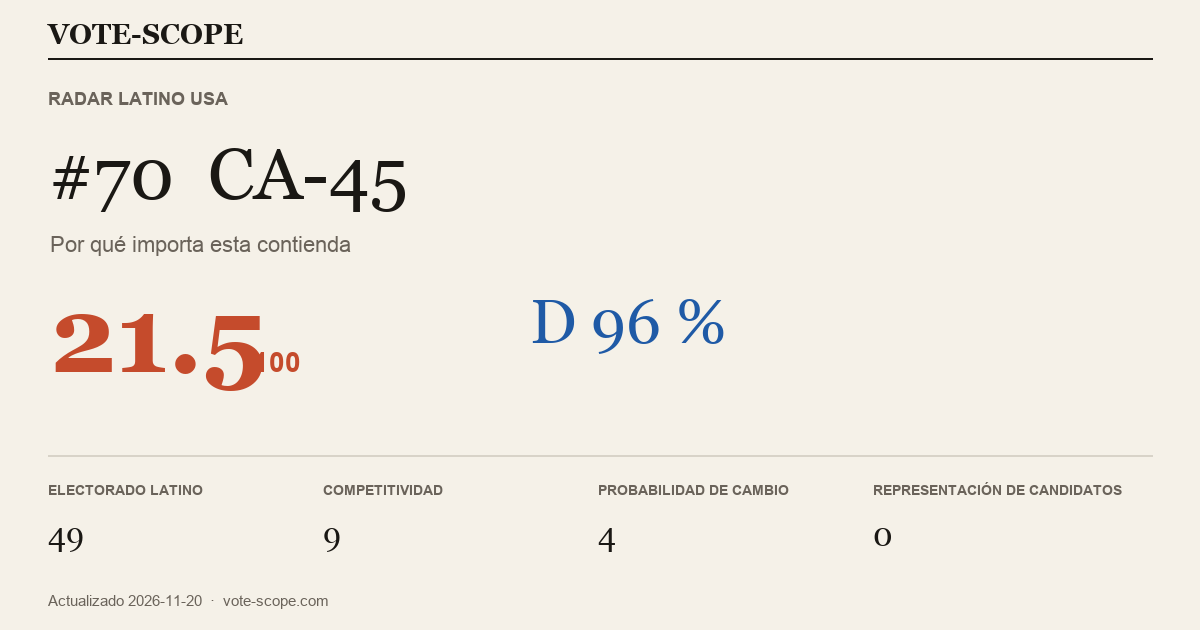 VOTE-SCOPE
RADAR LATINO USA
#70 CA-45
Por qué importa esta contienda
21.5 100
D 96 %
ELECTORADO LATINO
COMPETITIVIDAD
PROBABILIDAD DE CAMBIO
REPRESENTACIÓN DE CANDIDATOS
49
9
4
0
Actualizado 2026-11-20 · vote-scope.com